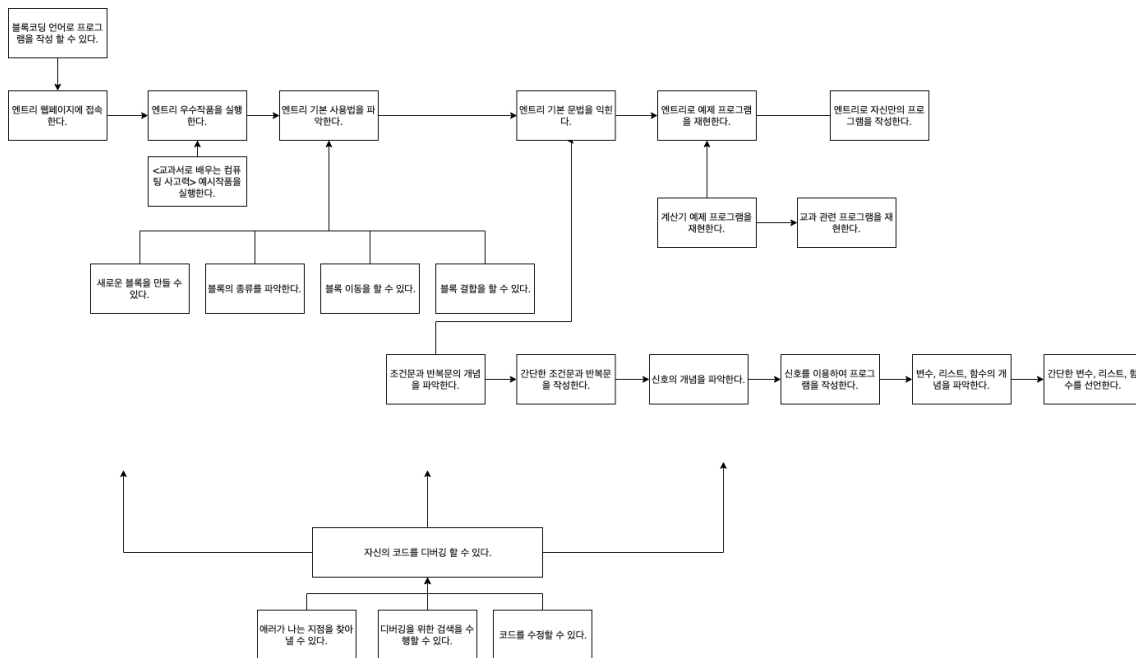 블록코딩 언어로 프로그
램을 작성 할 수 있다.
엔트리 웹페이지에 접속
한다.
엔트리 우수작품을 실행
한다.
엔트리 기본 사용법을 파
악한다.
엔트리 기본 문법을 익힌
다.
엔트리로 예제 프로그램
을 재현한다.
엔트리로 자신만의 프로
그램을 작성한다.
<교과서로 배우는 컴퓨
팅 사고력> 예시작품을
실행한다.
계산기 예제 프로그램을
재현한다.
교과 관련 프로그램을 재
현한다.
새로운 블록을 만들 수
있다.
블록의 종류를 파악한다.
블록 이동을 할 수 있다.
블록 결합을 할 수 있다.
조건문과 반복문의 개념
을 파악한다.
간단한 조건문과 반복문
을 작성한다.
신호의 개념을 파악한다.
신호를 이용하여 프로그
램을 작성한다.
변수, 리스트, 함수의 개
념을 파악한다.
간단한 변수, 리스트, 함
수를 선언한다.
자신의 코드를 디버깅 할 수 있다.
애러가 나는 지점을 찾아
낼 수 있다.
디버깅을 위한 검색을 수
행할 수 있다.
코드를 수정할 수 있다.